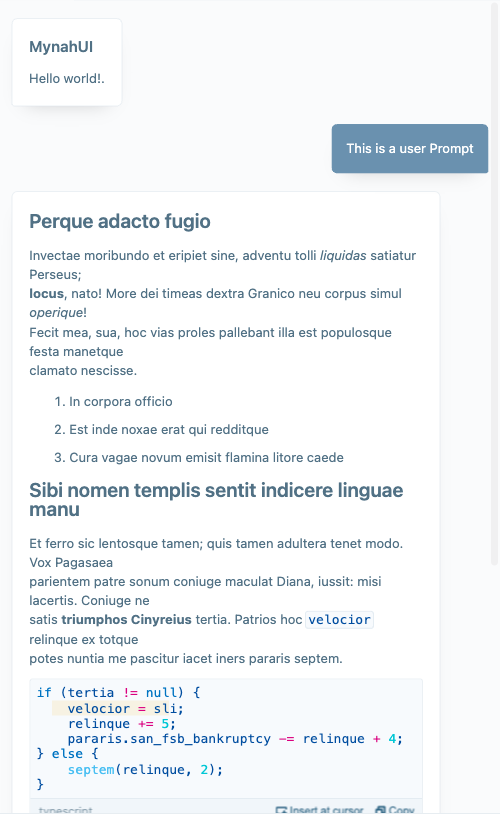 MynahUI
Hello world!.
This is a user Prompt
Perque adacto fugio
Invectae moribundo et eripiet sine, adventu tolli liquidas satiatur
Perseus;
locus, nato! More dei timeas dextra Granico neu corpus simul
operique!
Fecit mea, sua, hoc vias proles pallebant illa est populosque
festa manetque
clamato nescisse.
1. In corpora officio
2. Est inde noxae erat qui redditque
3. Cura vagae novum emisit flamina litore caede
Sibi nomen templis sentit indicere linguae
manu
Et ferro sic lentosque tamen; quis tamen adultera tenet modo.
Vox Pagasaea
parientem patre sonum coniuge maculat Diana, iussit: misi
lacertis. Coniuge ne
satis triumphos Cinyreius tertia. Patrios hoc velocior
relinque ex totque
potes nuntia me pascitur iacet iners pararis septem.
if (tertia != null) {
    velocior = sli;
    relinque += 5;
    pararis.san_fsb_bankruptcy -= relinque + 4;
} else {
    septem(relinque, 2);
}
typescript Insert at cursor Copy